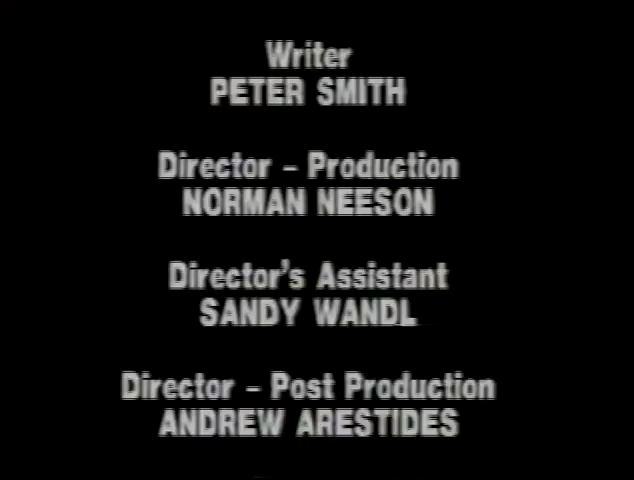 Writer
PETER SMITH
Director – Production
NORMAN NEESON
Director's Assistant
SANDY WANDL
Director – Post Production
ANDREW ARESTIDES